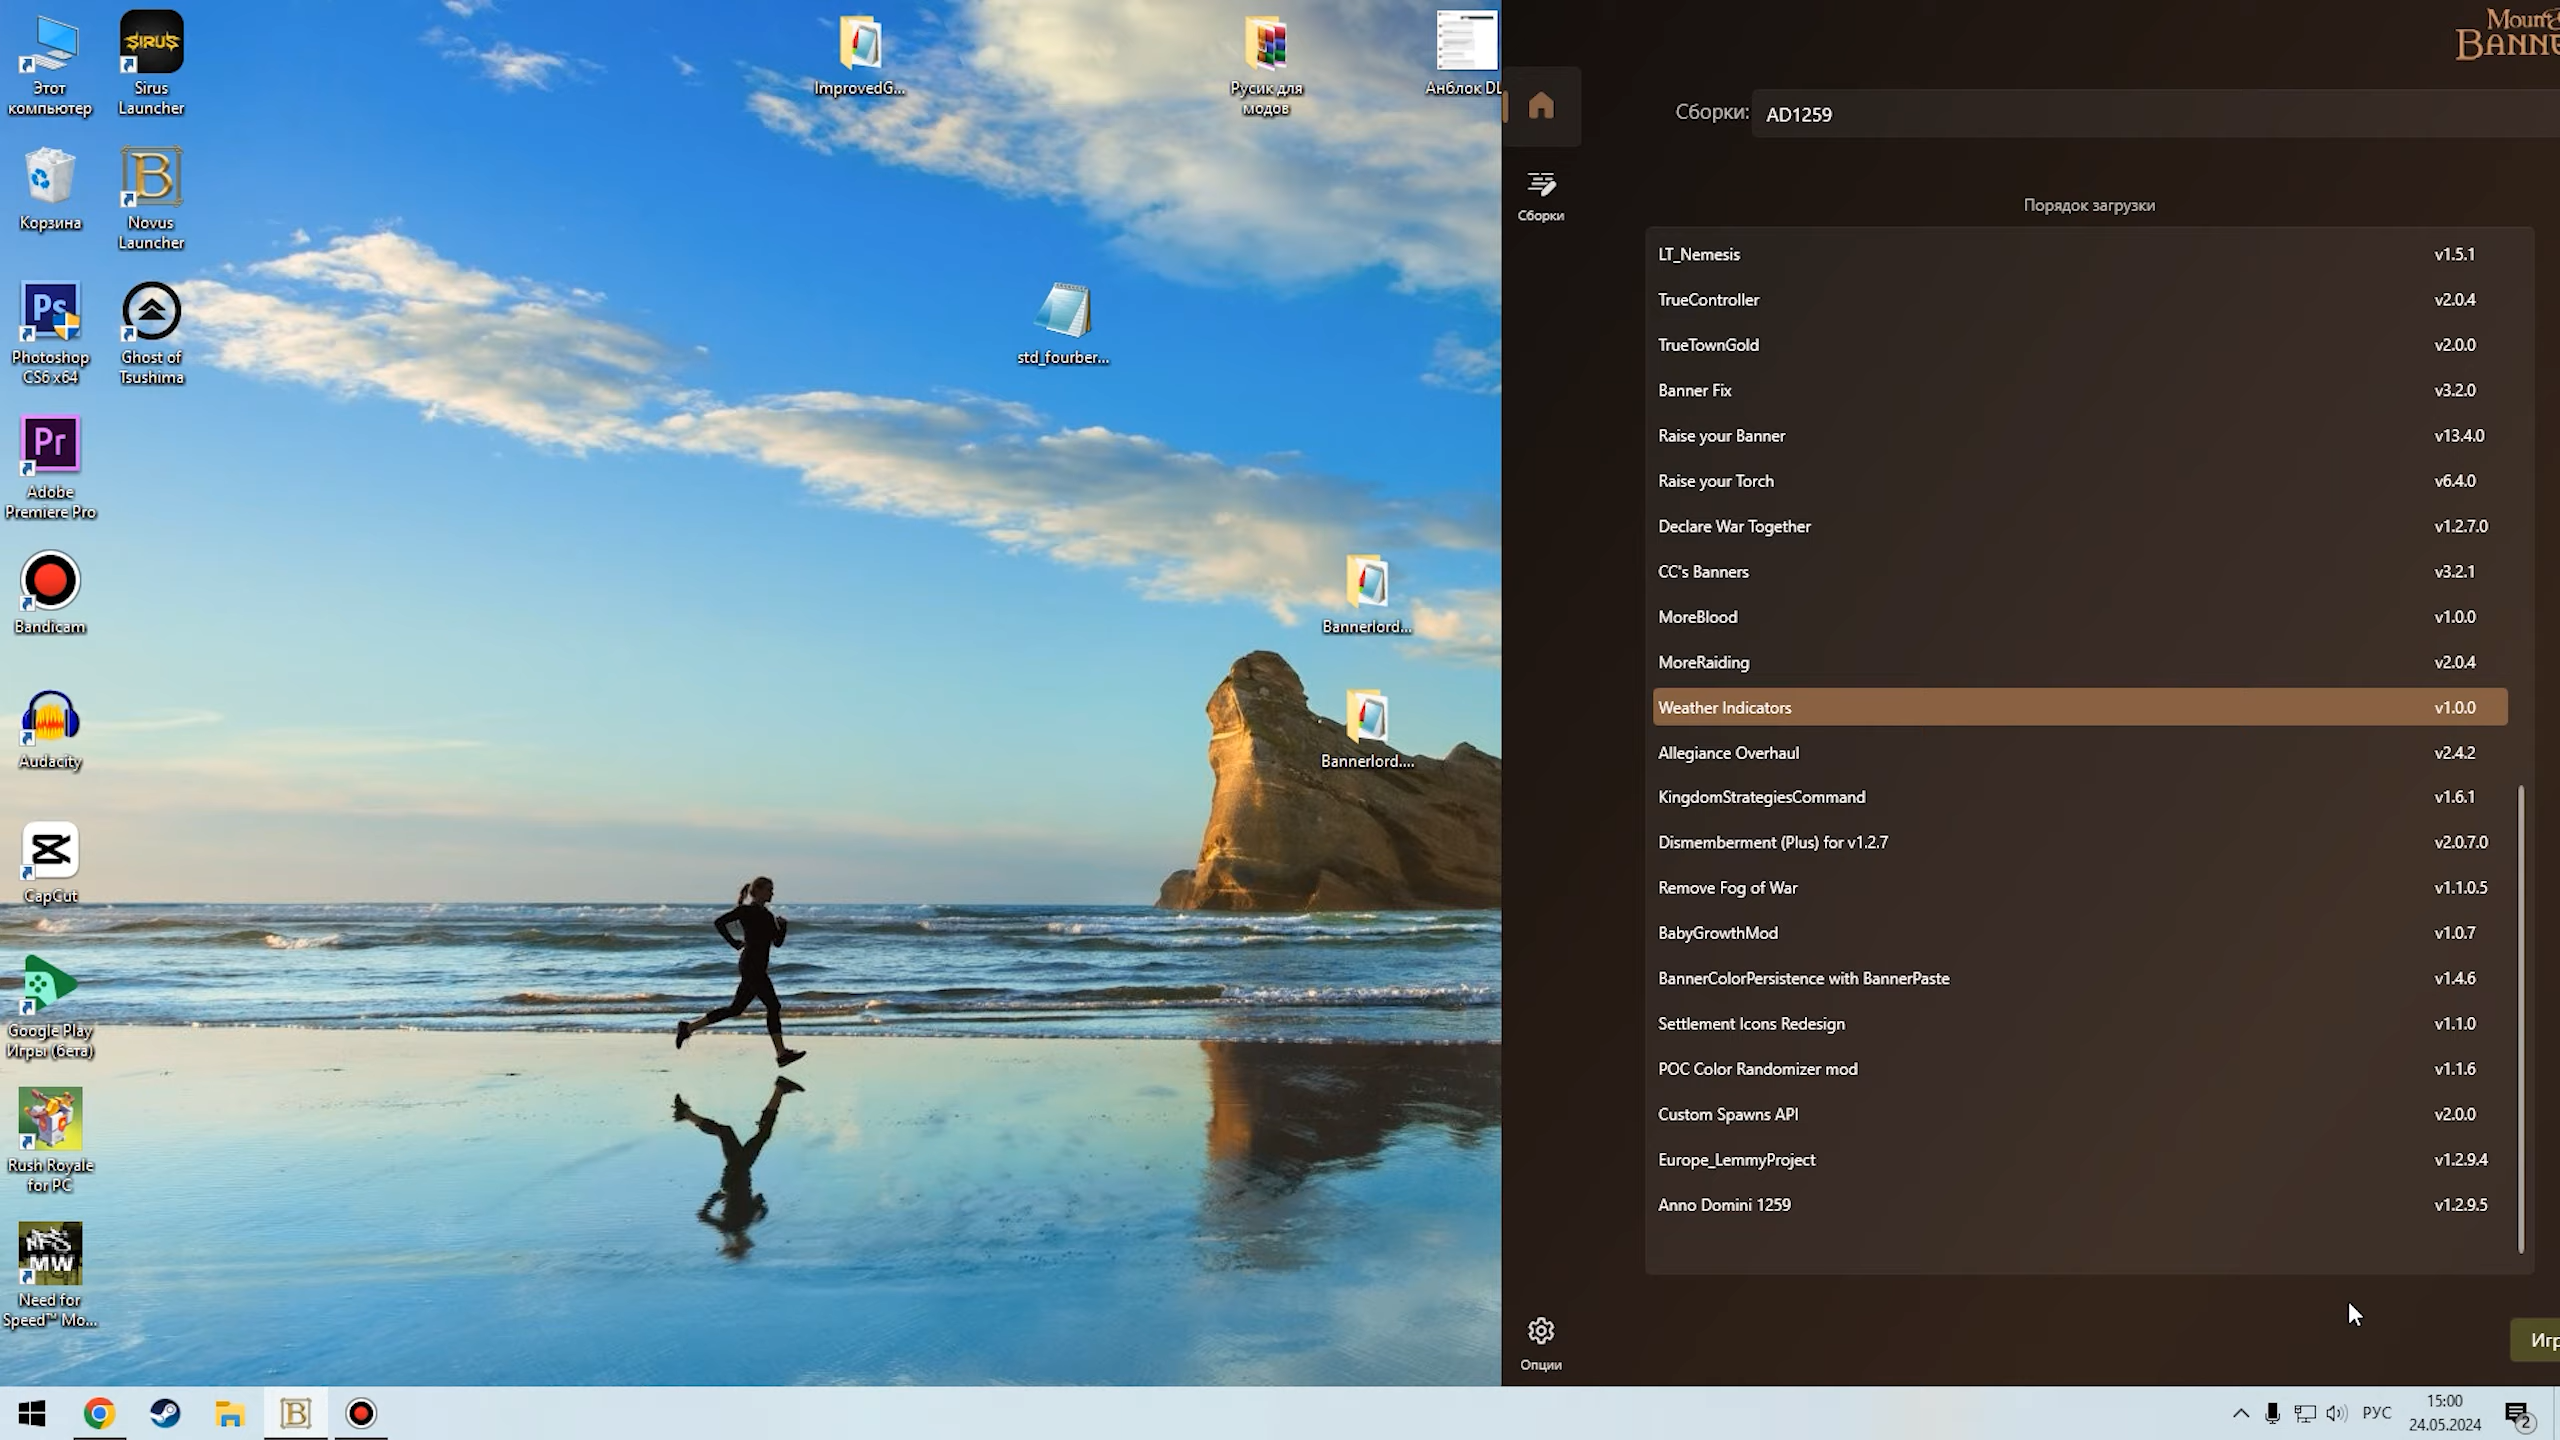 Этот
компьютер
Sirus
Launcher
ImprovedG...
Русик для
модов
Анблок DL
Корзина
Novus
Launcher
Photoshop
CS6 x64
Ghost of
Tsushima
std_fourber...
Adobe
Premiere Pro
Bandicam
Bannerlord...
Audacity
Bannerlord....
CapCut
Google Play
Игры (бета)
Rush Royale
for PC
Need for
Speed™ Mo...
Сборки
Опции
Сборки: AD1259
Порядок загрузки
LT_Nemesis v1.5.1
TrueController v2.0.4
TrueTownGold v2.0.0
Banner Fix v3.2.0
Raise your Banner v13.4.0
Raise your Torch v6.4.0
Declare War Together v1.2.7.0
CC's Banners v3.2.1
MoreBlood v1.0.0
MoreRaiding v2.0.4
Weather Indicators v1.0.0
Allegiance Overhaul v2.4.2
KingdomStrategiesCommand v1.6.1
Dismemberment (Plus) for v1.2.7 v2.0.7.0
Remove Fog of War v1.1.0.5
BabyGrowthMod v1.0.7
BannerColorPersistence with BannerPaste v1.4.6
Settlement Icons Redesign v1.1.0
POC Color Randomizer mod v1.1.6
Custom Spawns API v2.0.0
Europe_LemmyProject v1.2.9.4
Anno Domini 1259 v1.2.9.5
РУС
15:00
24.05.2024
2
SIRUS
B
Ps
Pr
NFS
MW
Mount